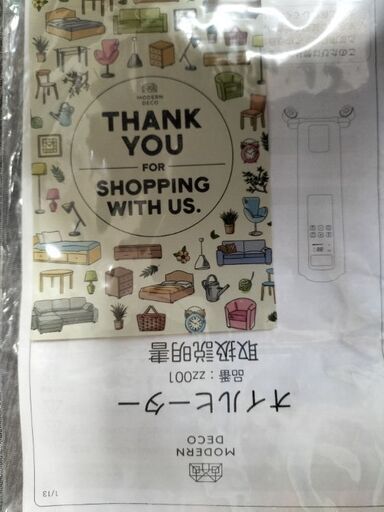 MODERN
DECO
THANK
YOU
FOR
SHOPPING
WITH US.
オイルヒーター
品番：zz001
取扱説明書
MODERN
DECO
1/13